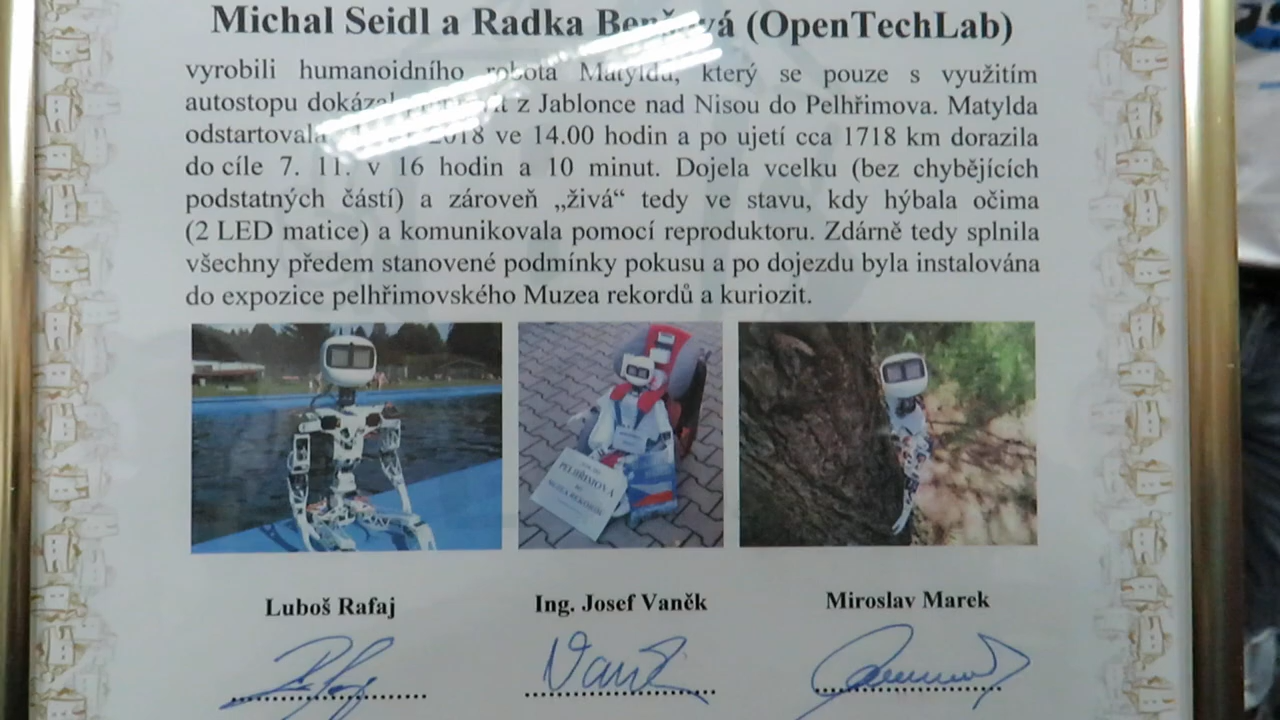 Michal Seidl a Radka (OpenTechLab)
vyrobili humanoidního robota Matyldu, který se pouze s využitím
autostopu dokázal z Jablonce nad Nisou do Pelhřimova. Matylda
odstartovala 2018 ve 14.00 hodin a po ujetí cca 1718 km dorazila
do cíle 7. 11. v 16 hodin a 10 minut. Dojela vcelku (bez chybějících
podstatných částí) a zároveň „živá“ tedy ve stavu, kdy hýbala očima
(2 LED matice) a komunikovala pomocí reproduktoru. Zdárně tedy splnila
všechny předem stanovené podmínky pokusu a po dojezdu byla instalována
do expozice pelhřimovského Muzea rekordů a kuriozit.
PELHŘIMOVA
DO
MUZEA REKORDŮ
Luboš Rafaj
Ing. Josef Vaněk
Miroslav Marek